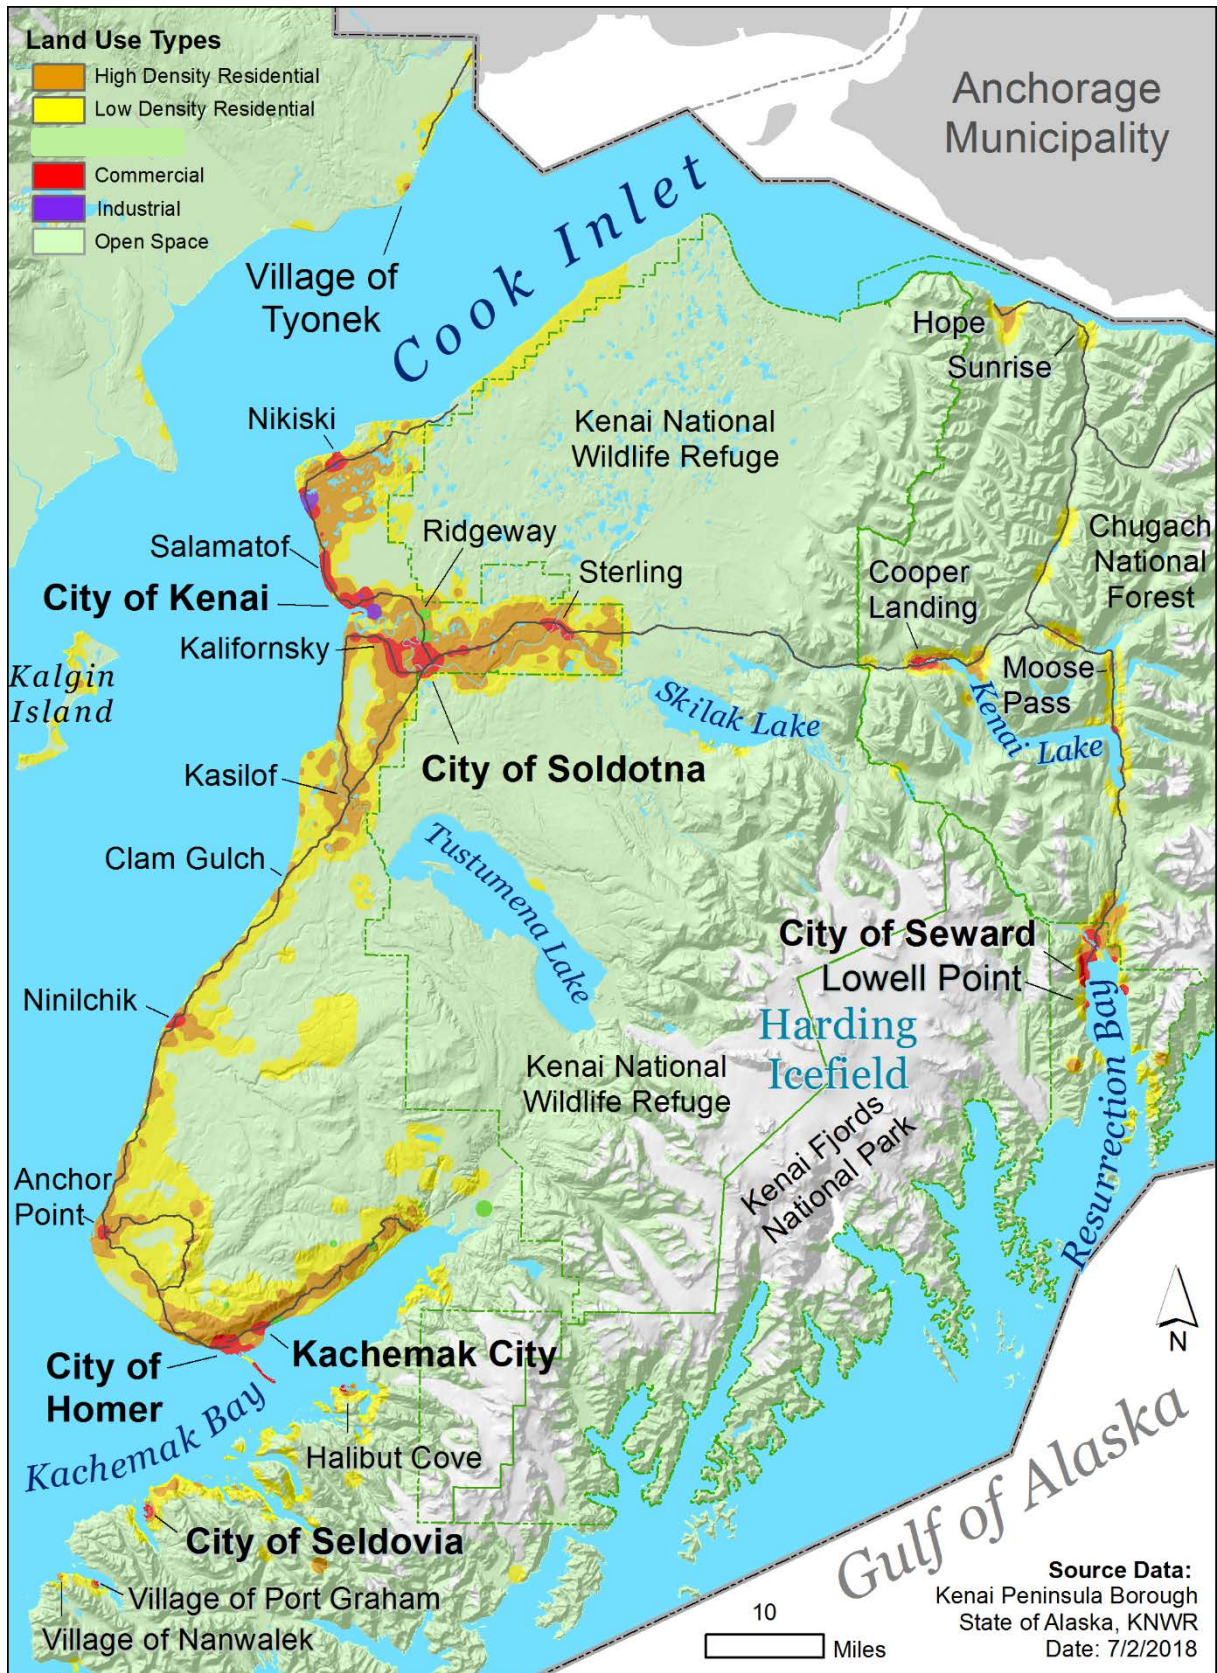 Land Use Types
High Density Residential
Low Density Residential
Commercial
Industrial
Open Space
Anchorage
Municipality
Cook Inlet
Village of
Tyonek
Hope
Sunrise
Nikiski
Kenai National
Wildlife Refuge
Ridgeway
Salamatof
Sterling
Chugach
National
Forest
Cooper
Landing
City of Kenai
Kalifornsky
Kalgin
Island
Moose
Pass
Skilak Lake
Kenai Lake
Kasilof
City of Soldotna
Clam Gulch
Tustumena Lake
City of Seward
Lowell Point
Ninilchik
Harding
Icefield
Resurrection Bay
Kenai National
Wildlife Refuge
Kenai Fjords
National Park
Anchor
Point
Kachemak City
City of
Homer
Kachemak Bay
Halibut Cove
N
Gulf of Alaska
City of Seldovia
Village of Port Graham
Village of Nanwalek
10
Miles
Source Data:
Kenai Peninsula Borough
State of Alaska, KNWR
Date: 7/2/2018